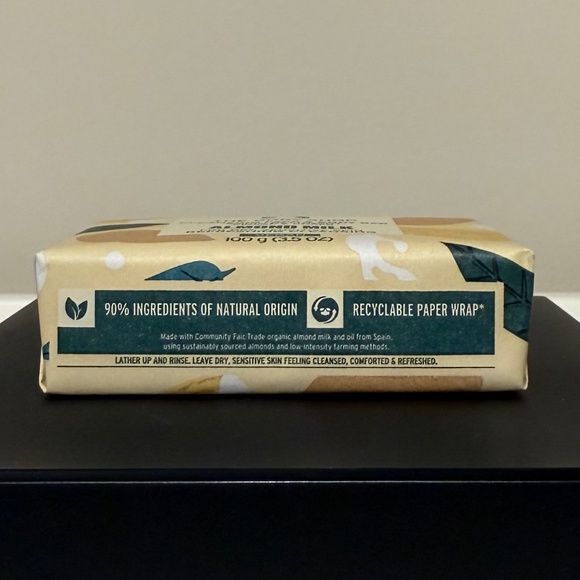 ALMOND MILK
100 g (3.5 OZ)
90% INGREDIENTS OF NATURAL ORIGIN
RECYCLABLE PAPER WRAP*
Made with Community Fair Trade organic almond milk and oil from Spain,
using sustainably sourced almonds and low-intensity farming methods.
LATHER UP AND RINSE. LEAVE DRY, SENSITIVE SKIN FEELING CLEANSED, COMFORTED & REFRESHED.